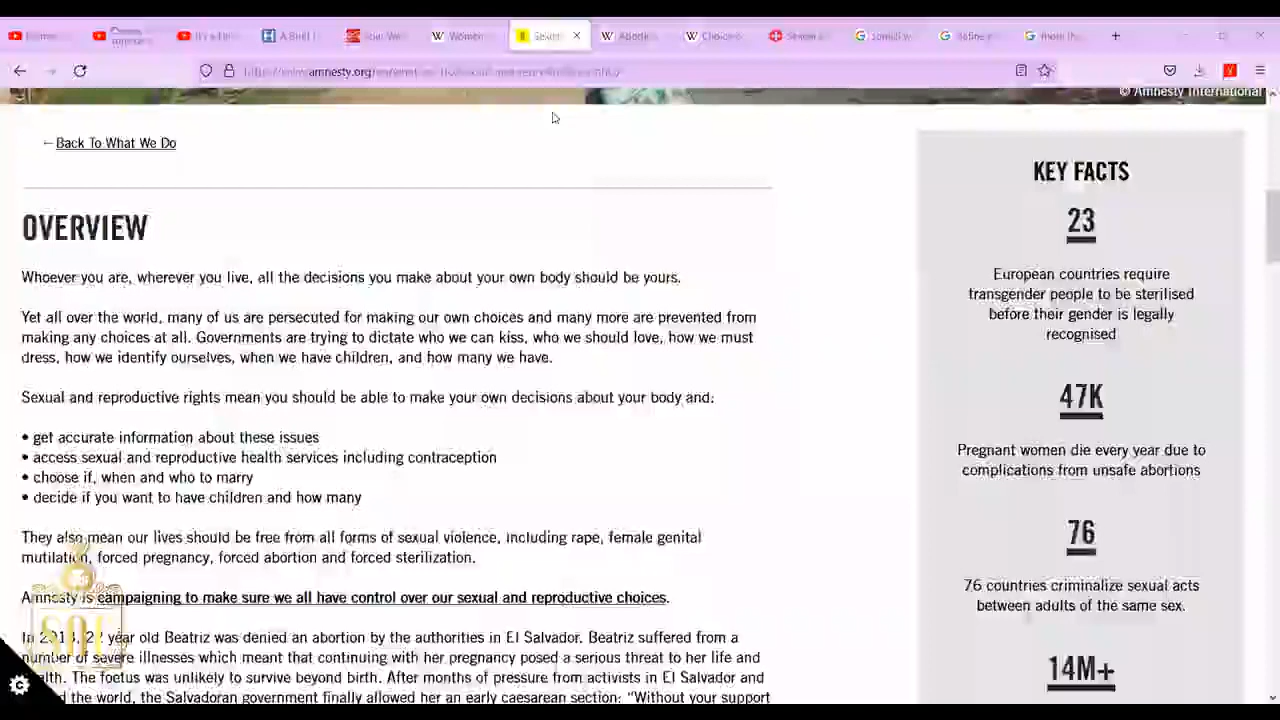 Women
Sexua
Aborti
Choice
© Amnesty International
← Back To What We Do
OVERVIEW
Whoever you are, wherever you live, all the decisions you make about your own body should be yours.
Yet all over the world, many of us are persecuted for making our own choices and many more are prevented from
making any choices at all. Governments are trying to dictate who we can kiss, who we should love, how we must
dress, how we identify ourselves, when we have children, and how many we have.
Sexual and reproductive rights mean you should be able to make your own decisions about your body and:
• get accurate information about these issues
• access sexual and reproductive health services including contraception
• choose if, when and who to marry
• decide if you want to have children and how many
They also mean our lives should be free from all forms of sexual violence, including rape, female genital
mutilation, forced pregnancy, forced abortion and forced sterilization.
Amnesty is campaigning to make sure we all have control over our sexual and reproductive choices.
In year old Beatriz was denied an abortion by the authorities in El Salvador. Beatriz suffered from a
number of severe illnesses which meant that continuing with her pregnancy posed a serious threat to her life and
health. The foetus was unlikely to survive beyond birth. After months of pressure from activists in El Salvador and
the world, the Salvadoran government finally allowed her an early caesarean section: “Without your support
SOL
KEY FACTS
23
European countries require
transgender people to be sterilised
before their gender is legally
recognised
47K
Pregnant women die every year due to
complications from unsafe abortions
76
76 countries criminalize sexual acts
between adults of the same sex.
14M+